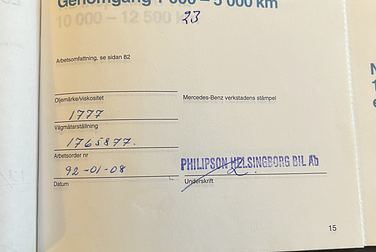 Genomgång 1 000 – 5 000 km
10 000 – 12 500 k
23
Arbetsomfattning, se sidan 82
Oljemärke/viskositet
Mercedes-Benz verkstadens stämpel
1777
Vägmätarställning
1765877.
Arbetsorder nr
PHILIPSON HELSINGBORG BIL Ab
92-01-08
Datum
Underskrift
15